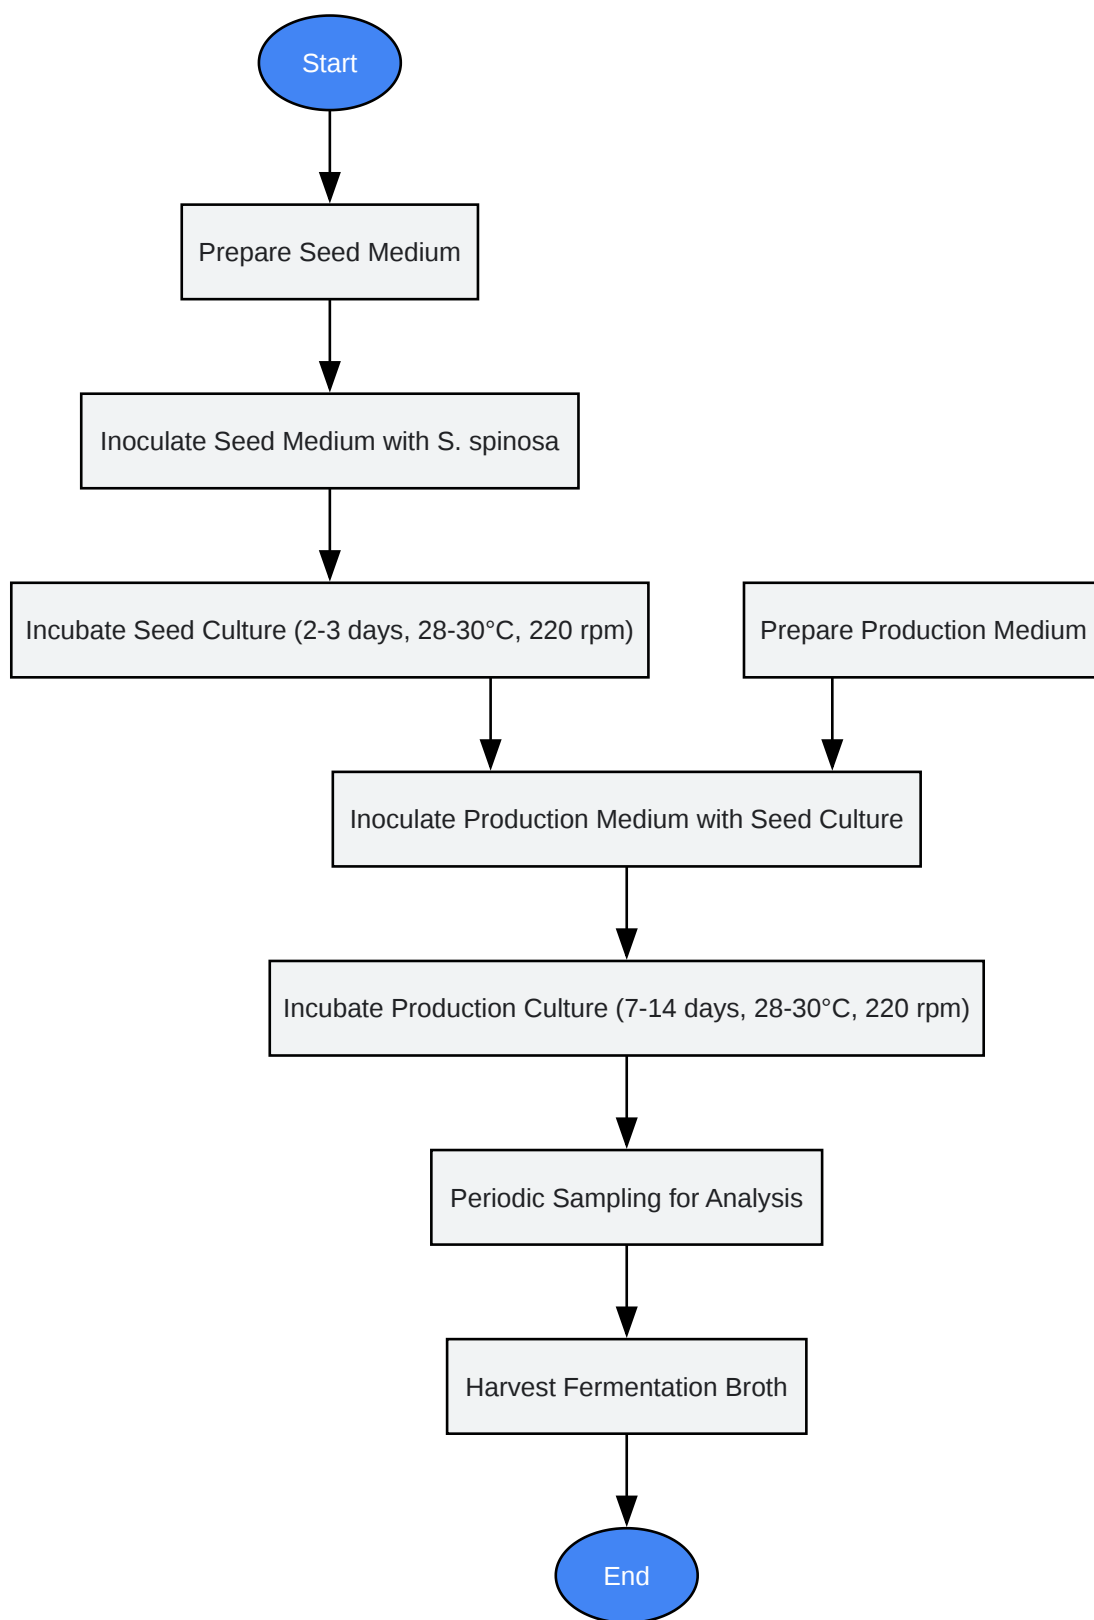 Start
Prepare Seed Medium
Inoculate Seed Medium with S. spinosa
Incubate Seed Culture (2-3 days, 28-30°C, 220 rpm)
Prepare Production Medium
Inoculate Production Medium with Seed Culture
Incubate Production Culture (7-14 days, 28-30°C, 220 rpm)
Periodic Sampling for Analysis
Harvest Fermentation Broth
End